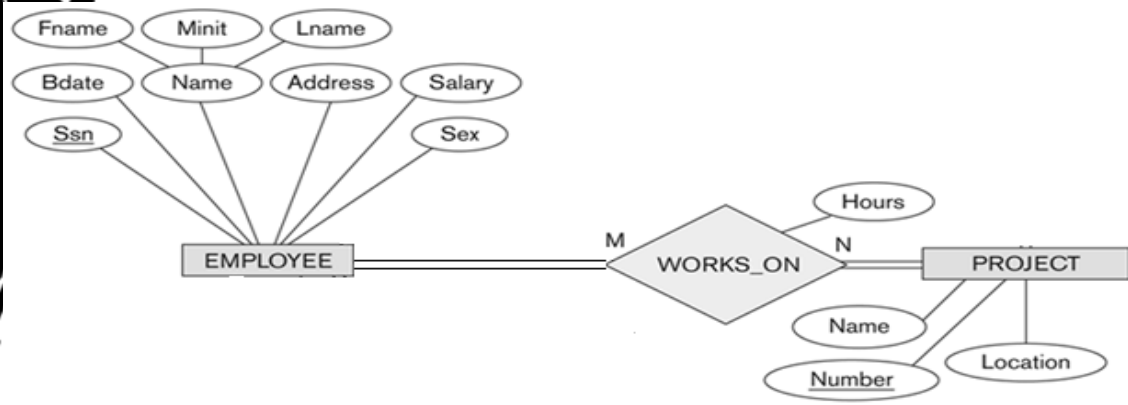 Fname Minit Lname
Bdate Name Address Salary
Ssn Sex
Hours
M N
EMPLOYEE WORKS_ON PROJECT
Name
Location
Number